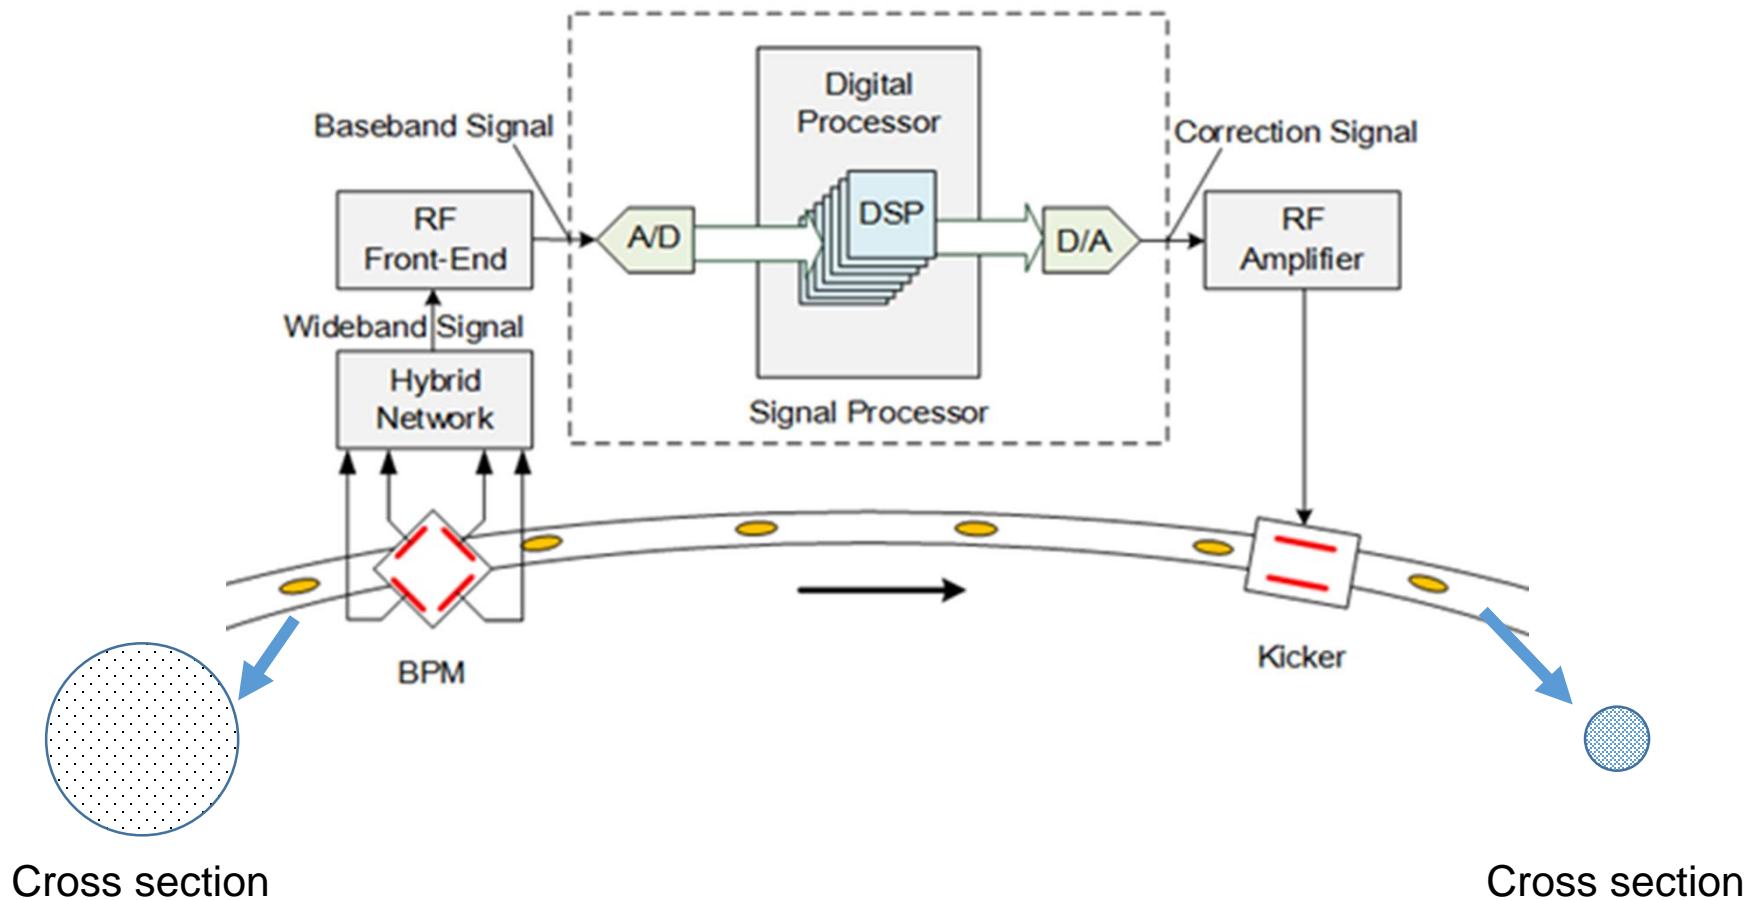 Digital
Processor
Baseband Signal
Correction Signal
RF
Front-End
A/D
DSP
D/A
RF
Amplifier
Wideband Signal
Hybrid
Network
Signal Processor
BPM
Kicker
Cross section
Cross section